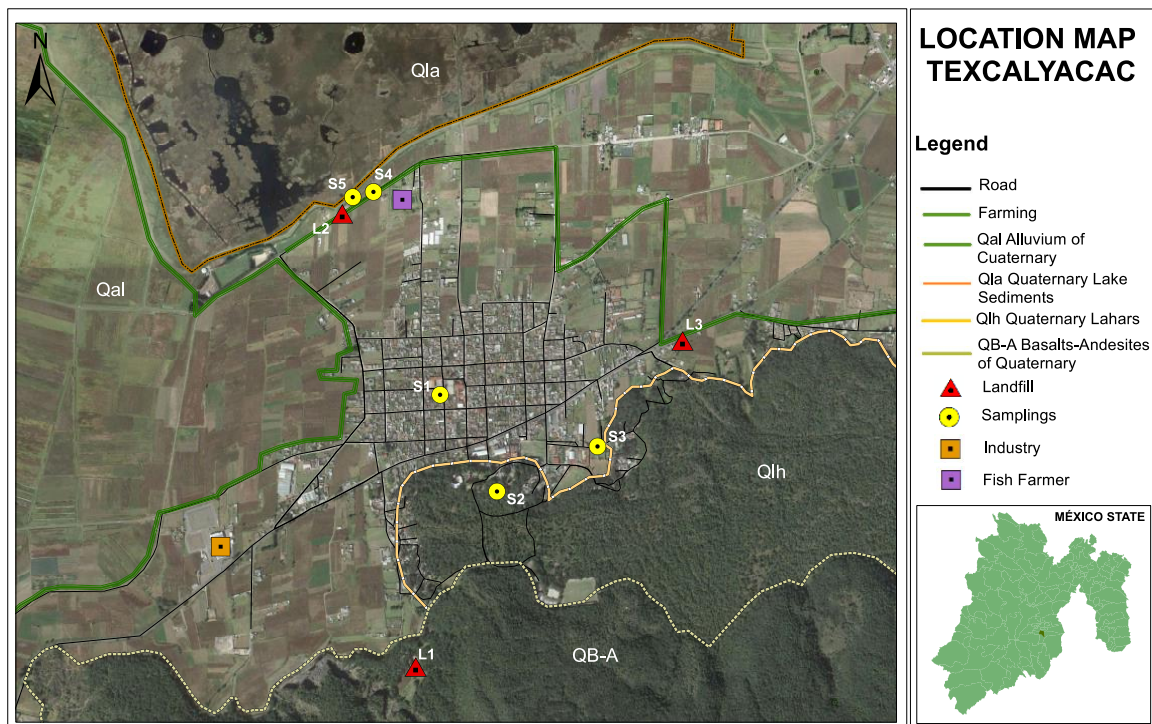 N
Qla
S5
S4
L2
Qal
L3
S1
S3
Qlh
S2
QB-A
L1
LOCATION MAP
TEXCALYACAC
Legend
Road
Farming
Qal Alluvium of
Cuaternary
Qla Quaternary Lake
Sediments
Qlh Quaternary Lahars
QB-A Basalts-Andesites
of Quaternary
Landfill
Samplings
Industry
Fish Farmer
MÉXICO STATE